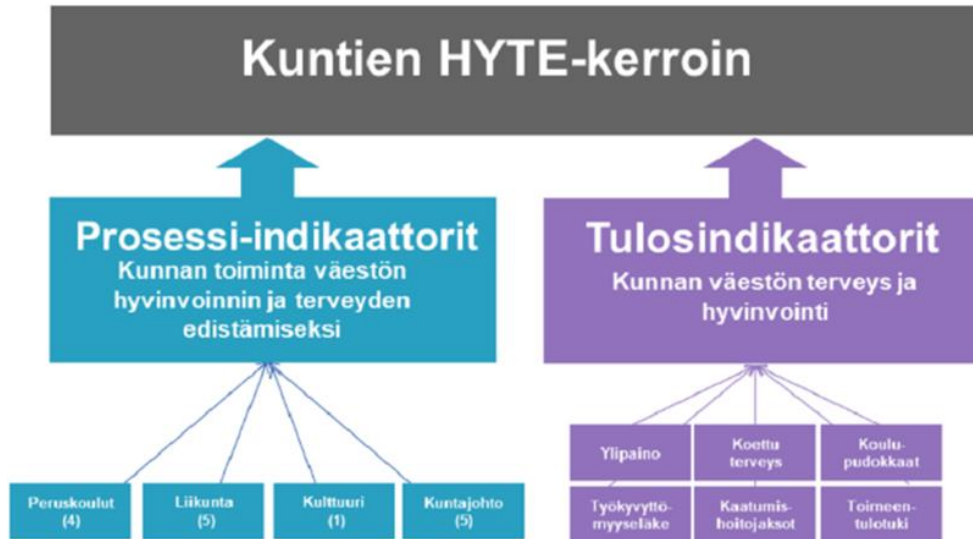 Kuntien HYTE-kerroin
Prosessi-indikaattorit
Kunnan toiminta väestön
hyvinvoinnin ja terveyden
edistämiseksi
Tulosindikaattorit
Kunnan väestön terveys ja
hyvinvointi
Peruskoulut
(4)
Liikunta
(5)
Kulttuuri
(1)
Kuntajohto
(5)
Ylipaino
Koettu
terveys
Koulu-
pudokkaat
Työkyvyttö-
myyseläke
Kaatumis-
hoitojaksot
Toimeen-
tulotuki